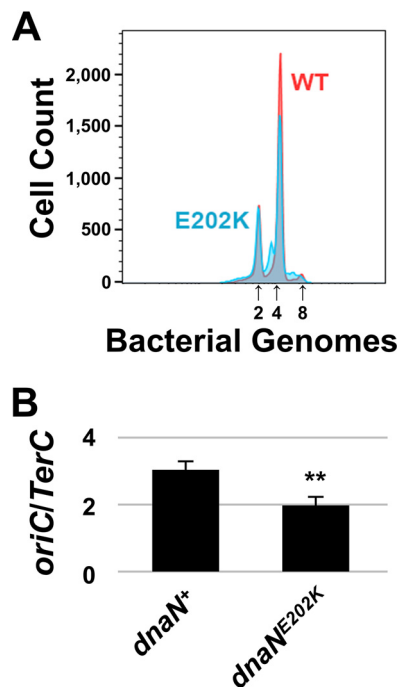 A
Cell Count
2,000
1,500
1,000
500
0
WT
E202K
2 4 8
Bacterial Genomes
B
oriC/TerC
4
2
0
**
dnaN+
dnaNE202K